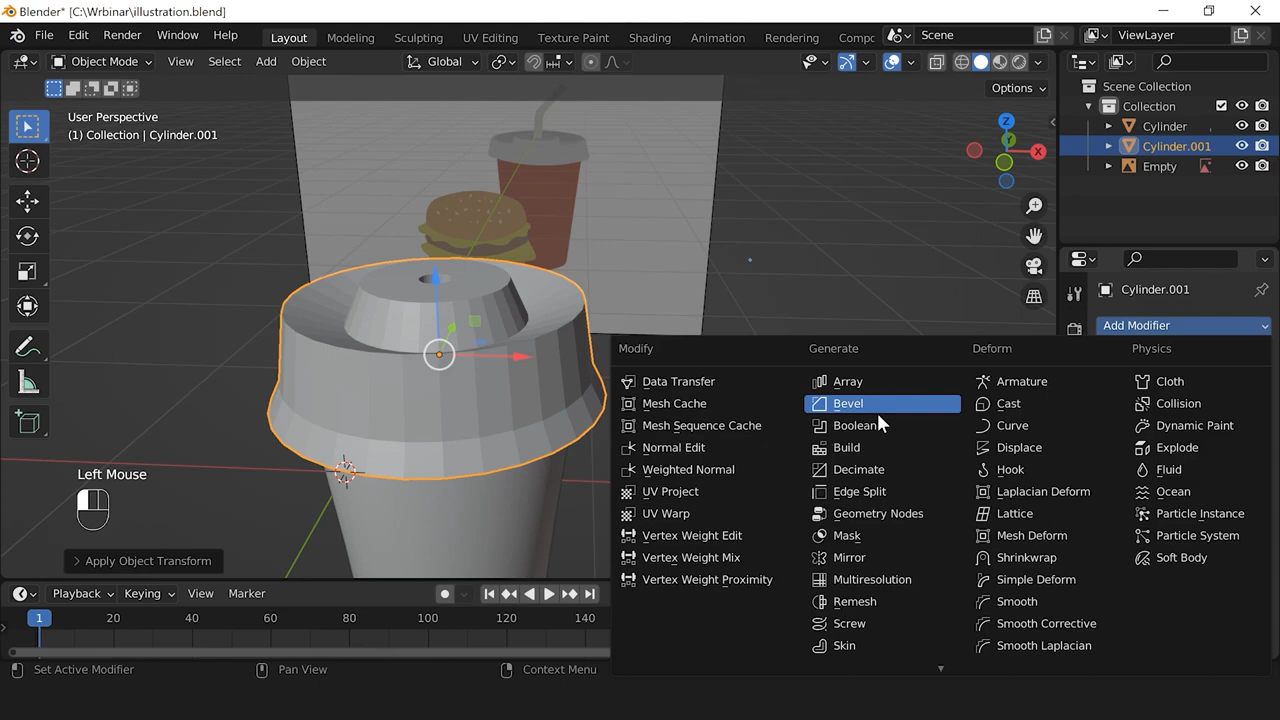 Blender* [C:\Wrbinar\illustration.blend]
File Edit Render Window Help Layout Modeling Sculpting UV Editing Texture Paint Shading Animation Rendering Compc Scene ViewLayer
Object Mode View Select Add Object Global
Options
User Perspective
(1) Collection | Cylinder.001
Z
X
Y
Scene Collection
Collection
Cylinder
Cylinder.001
Empty
Cylinder.001
Add Modifier
Modify Generate Deform Physics
Data Transfer Array Armature Cloth
Mesh Cache Bevel Cast Collision
Mesh Sequence Cache Boolean Curve Dynamic Paint
Normal Edit Build Displace Explode
Weighted Normal Decimate Hook Fluid
UV Project Edge Split Laplacian Deform Ocean
UV Warp Geometry Nodes Lattice Particle Instance
Vertex Weight Edit Mask Mesh Deform Particle System
Vertex Weight Mix Mirror Shrinkwrap Soft Body
Vertex Weight Proximity Multiresolution Simple Deform
Remesh Smooth
Screw Smooth Corrective
Skin Smooth Laplacian
Left Mouse
Apply Object Transform
Playback Keying View Marker
1 20 40 60 80 100 120 140
Set Active Modifier Pan View Context Menu